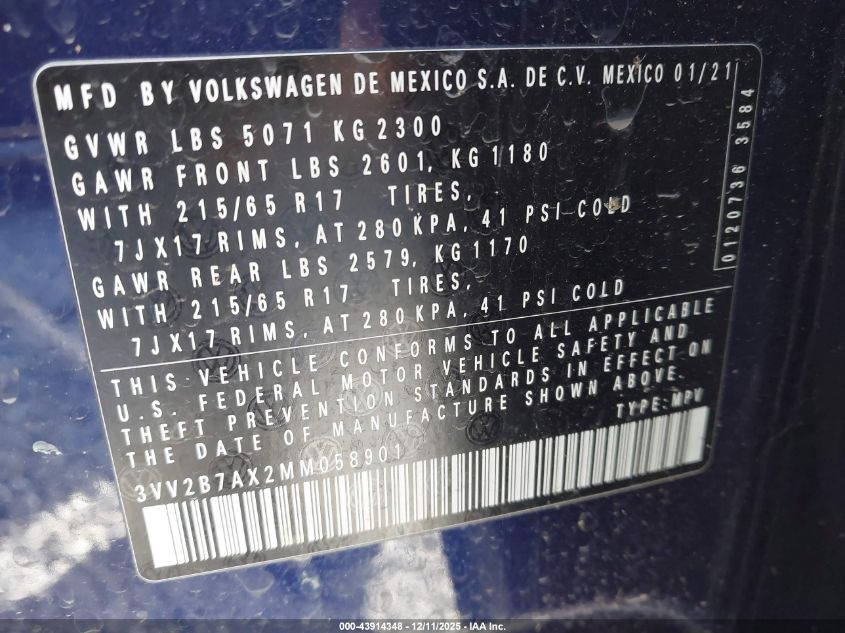 MFD BY VOLKSWAGEN DE MEXICO S.A. DE C.V. MEXICO 01/21
GVWR LBS 5071 KG 2300
GAWR FRONT LBS 2601, KG 1180
WITH 215/65 R17 TIRES,
7JX17 RIMS, AT 280 KPA, 41 PSI COLD
GAWR REAR LBS 2579, KG 1170
WITH 215/65 R17 TIRES,
7JX17 RIMS, AT 280 KPA, 41 PSI COLD
0120736 3584
THIS VEHICLE CONFORMS TO ALL APPLICABLE
U.S. FEDERAL MOTOR VEHICLE SAFETY AND
THEFT PREVENTION STANDARDS IN EFFECT ON
THE DATE OF MANUFACTURE SHOWN ABOVE.
3VV2B7AX2MM058901 TYPE: MPV
000-43914348 - 12/11/2025 - IAA Inc.